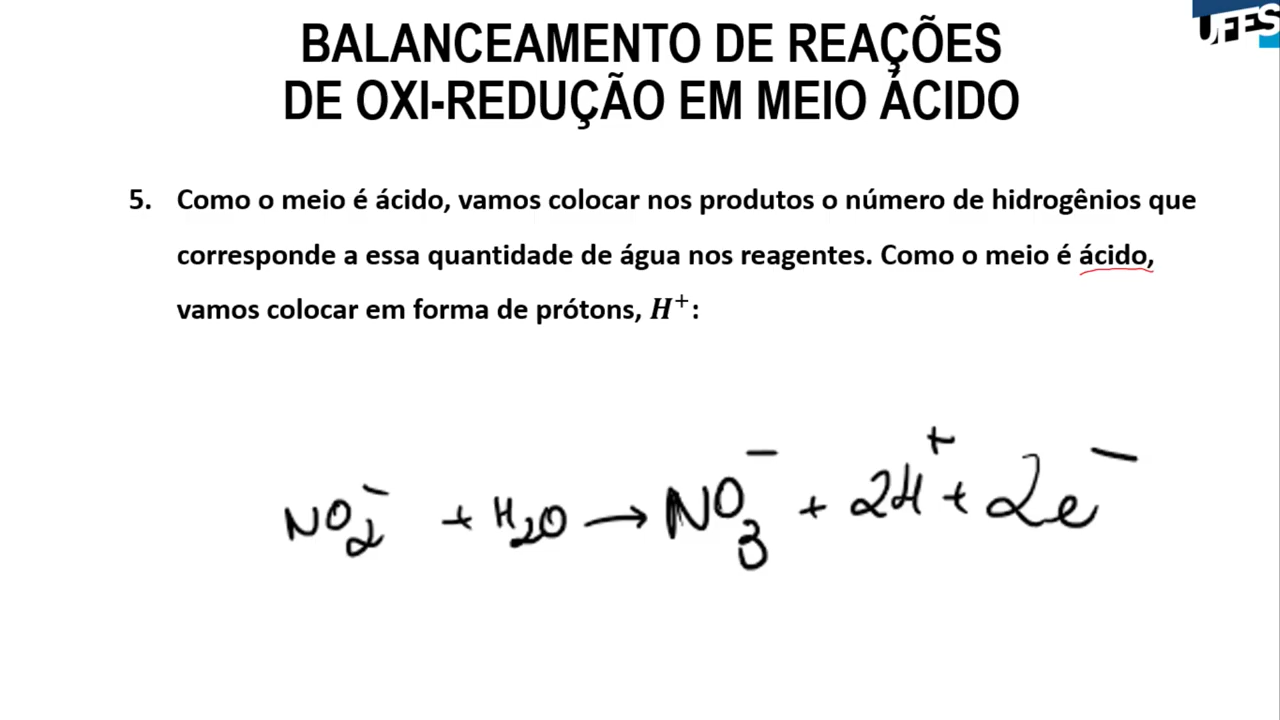 UFES
BALANCEAMENTO DE REAÇÕES
DE OXI-REDUÇÃO EM MEIO ÁCIDO
5. Como o meio é ácido, vamos colocar nos produtos o número de hidrogênios que
corresponde a essa quantidade de água nos reagentes. Como o meio é ácido,
vamos colocar em forma de prótons, H⁺:
NO₂⁻ + H₂O → NO₃⁻ + 2H⁺ + 2e⁻